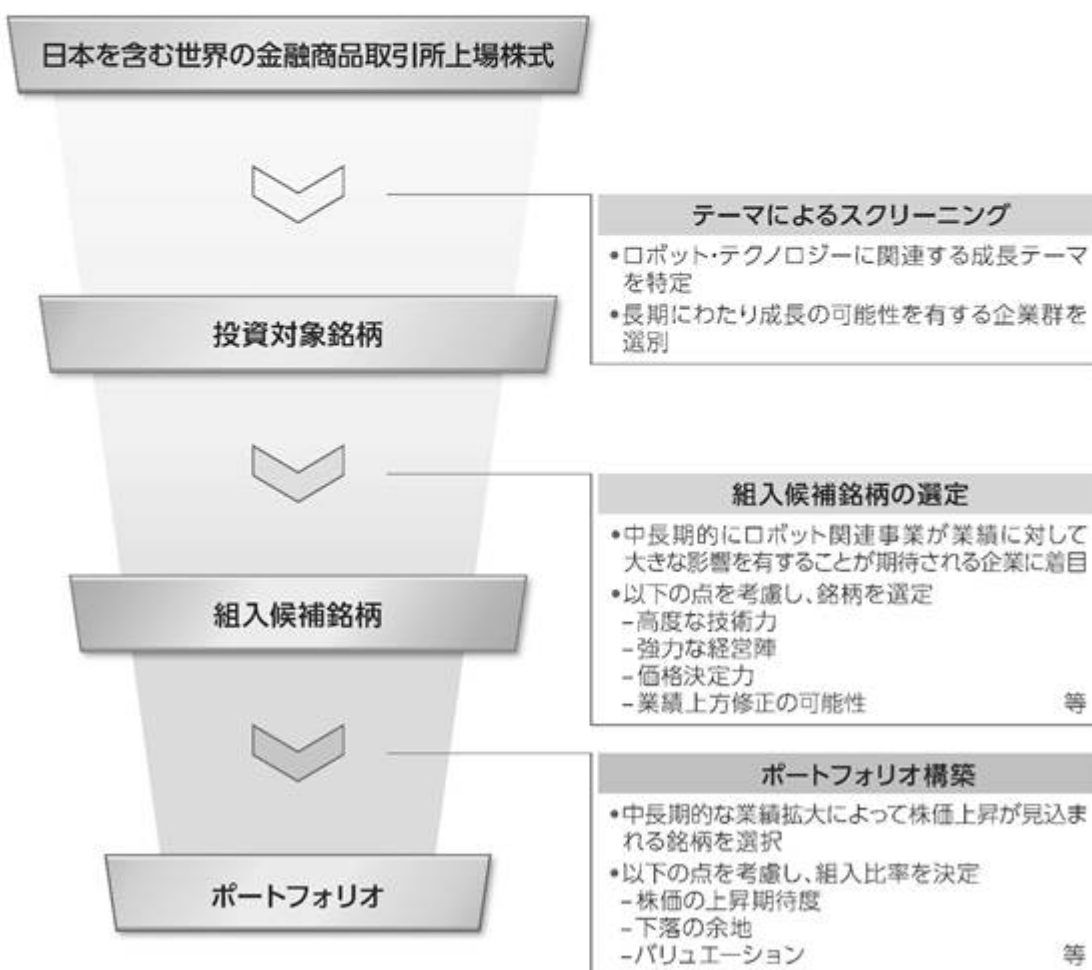 日本を含む世界の金融商品取引所上場株式
テーマによるスクリーニング
•ロボット・テクノロジーに関連する成長テーマ
を特定
•長期にわたり成長の可能性を有する企業群を
選別
投資対象銘柄
組入候補銘柄の選定
•中長期的にロボット関連事業が業績に対して
大きな影響を有することが期待される企業に着目
•以下の点を考慮し、銘柄を選定
–高度な技術力
–強力な経営陣
–価格決定力
–業績上方修正の可能性 等
組入候補銘柄
ポートフォリオ構築
•中長期的な業績拡大によって株価上昇が見込ま
れる銘柄を選択
•以下の点を考慮し、組入比率を決定
–株価の上昇期待度
–下落の余地
–バリュエーション 等
ポートフォリオ